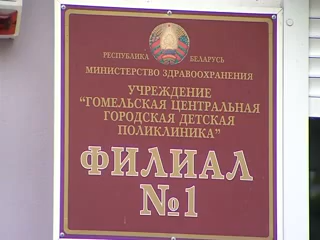 РЕСПУБЛИКА БЕЛАРУСЬ
МИНИСТЕРСТВО ЗДРАВООХРАНЕНИЯ
УЧРЕЖДЕНИЕ
"ГОМЕЛЬСКАЯ ЦЕНТРАЛЬНАЯ
ГОРОДСКАЯ ДЕТСКАЯ
ПОЛИКЛИНИКА"
ФИЛИАЛ
№1